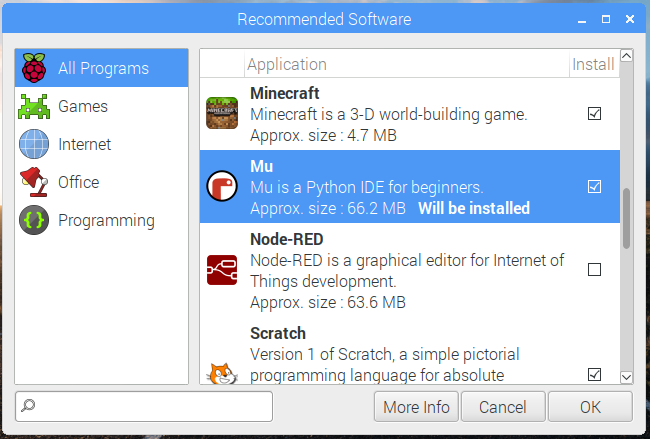 Recommended Software
All Programs
Games
Internet
Office
Programming
Application Install
Minecraft
Minecraft is a 3-D world-building game.
Approx. size : 4.7 MB
Mu
Mu is a Python IDE for beginners.
Approx. size : 66.2 MB Will be installed
Node-RED
Node-RED is a graphical editor for Internet of
Things development.
Approx. size : 63.6 MB
Scratch
Version 1 of Scratch, a simple pictorial
programming language for absolute
More Info Cancel OK